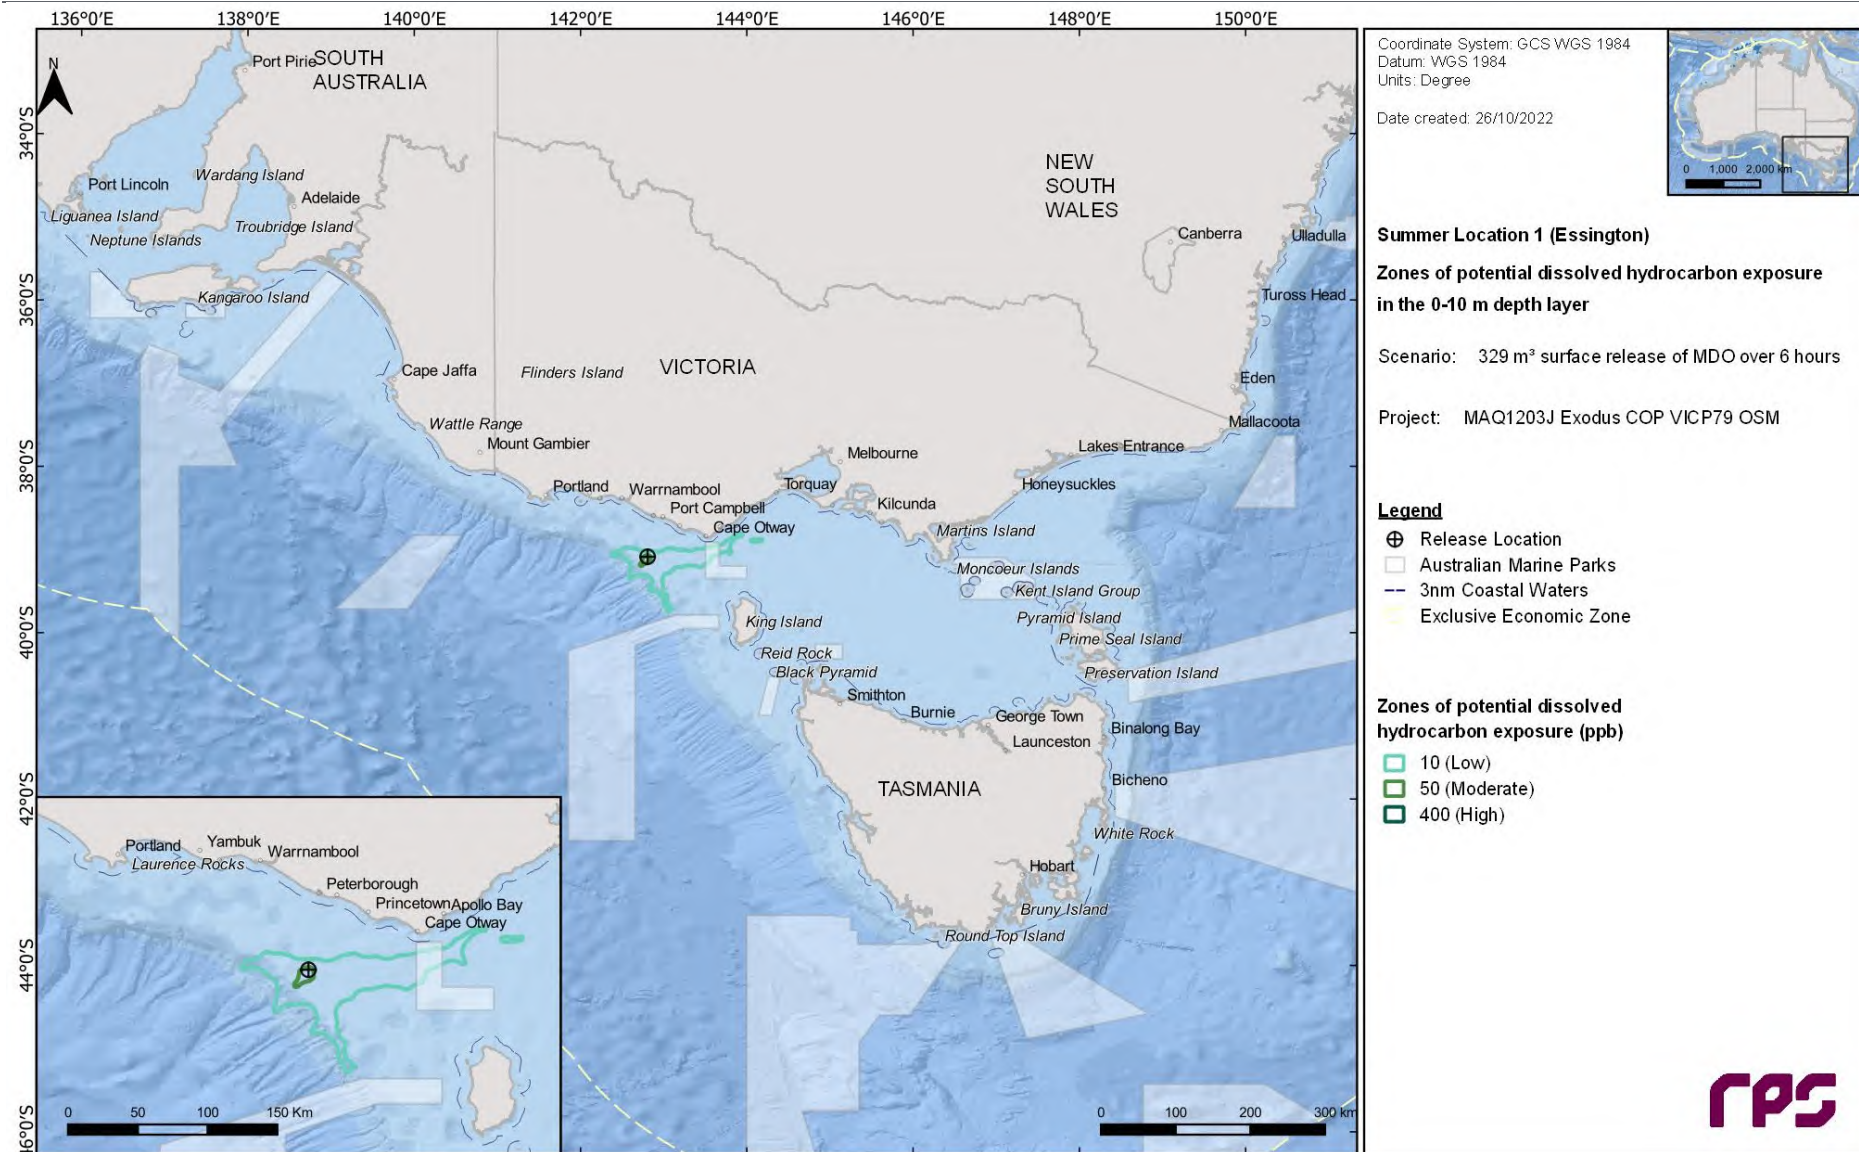 136°0'E
138°0'E
140°0'E
142°0'E
144°0'E
146°0'E
148°0'E
150°0'E
34°0'S
36°0'S
38°0'S
40°0'S
42°0'S
44°0'S
46°0'S
N
Port Pirie
SOUTH
AUSTRALIA
Wardang Island
Port Lincoln
Adelaide
Liguanea Island
Troubridge Island
Neptune Islands
Kangaroo Island
NEW
SOUTH
WALES
Canberra
Ulladulla
Tuross Head
Cape Jaffa
Flinders Island
VICTORIA
Eden
Wattle Range
Mount Gambier
Mallacoota
Melbourne
Lakes Entrance
Portland
Warrnambool
Torquay
Honeysuckles
Port Campbell
Kilcunda
Cape Otway
Martins Island
Moncoeur Islands
Kent Island Group
King Island
Pyramid Island
Prime Seal Island
Reid Rock
Black Pyramid
Preservation Island
Smithton
Burnie
George Town
Binalong Bay
Launceston
TASMANIA
Bicheno
White Rock
Hobart
Bruny Island
Round Top Island
0 100 200 300 km
Portland
Yambuk
Warrnambool
Laurence Rocks
Peterborough
Princetown
Apollo Bay
Cape Otway
0 50 100 150 Km
Coordinate System: GCS WGS 1984
Datum: WGS 1984
Units: Degree
Date created: 26/10/2022
0 1,000 2,000 km
Summer Location 1 (Essington)
Zones of potential dissolved hydrocarbon exposure
in the 0-10 m depth layer
Scenario: 329 m³ surface release of MDO over 6 hours
Project: MAQ1203J Exodus COP VICP79 OSM
Legend
Release Location
Australian Marine Parks
3nm Coastal Waters
Exclusive Economic Zone
Zones of potential dissolved
hydrocarbon exposure (ppb)
10 (Low)
50 (Moderate)
400 (High)
rps